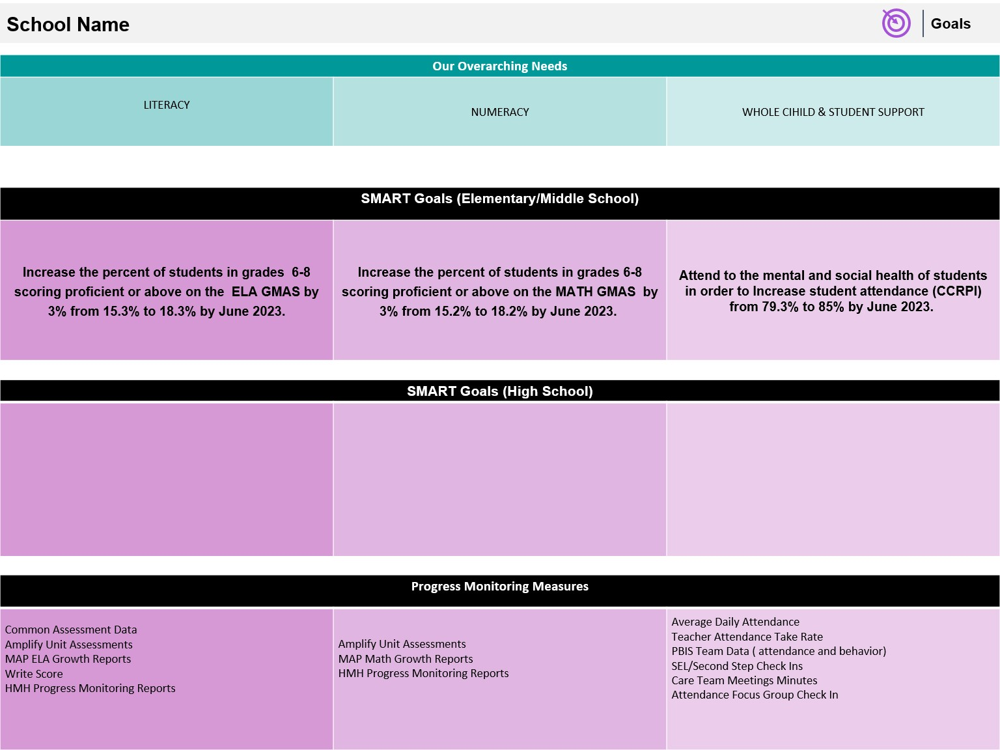 School Name
Goals
Our Overarching Needs
LITERACY
NUMERACY
WHOLE CIHILD & STUDENT SUPPORT
SMART Goals (Elementary/Middle School)
Increase the percent of students in grades  6-8
scoring proficient or above on the  ELA GMAS by
3% from 15.3% to 18.3% by June 2023.
Increase the percent of students in grades 6-8
scoring proficient or above on the MATH GMAS  by
3% from 15.2% to 18.2% by June 2023.
Attend to the mental and social health of students
in order to Increase student attendance (CCRPI)
from 79.3% to 85% by June 2023.
SMART Goals (High School)
Progress Monitoring Measures
Common Assessment Data
Amplify Unit Assessments
MAP ELA Growth Reports
Write Score
HMH Progress Monitoring Reports
Amplify Unit Assessments
MAP Math Growth Reports
HMH Progress Monitoring Reports
Average Daily Attendance
Teacher Attendance Take Rate
PBIS Team Data ( attendance and behavior)
SEL/Second Step Check Ins
Care Team Meetings Minutes
Attendance Focus Group Check In